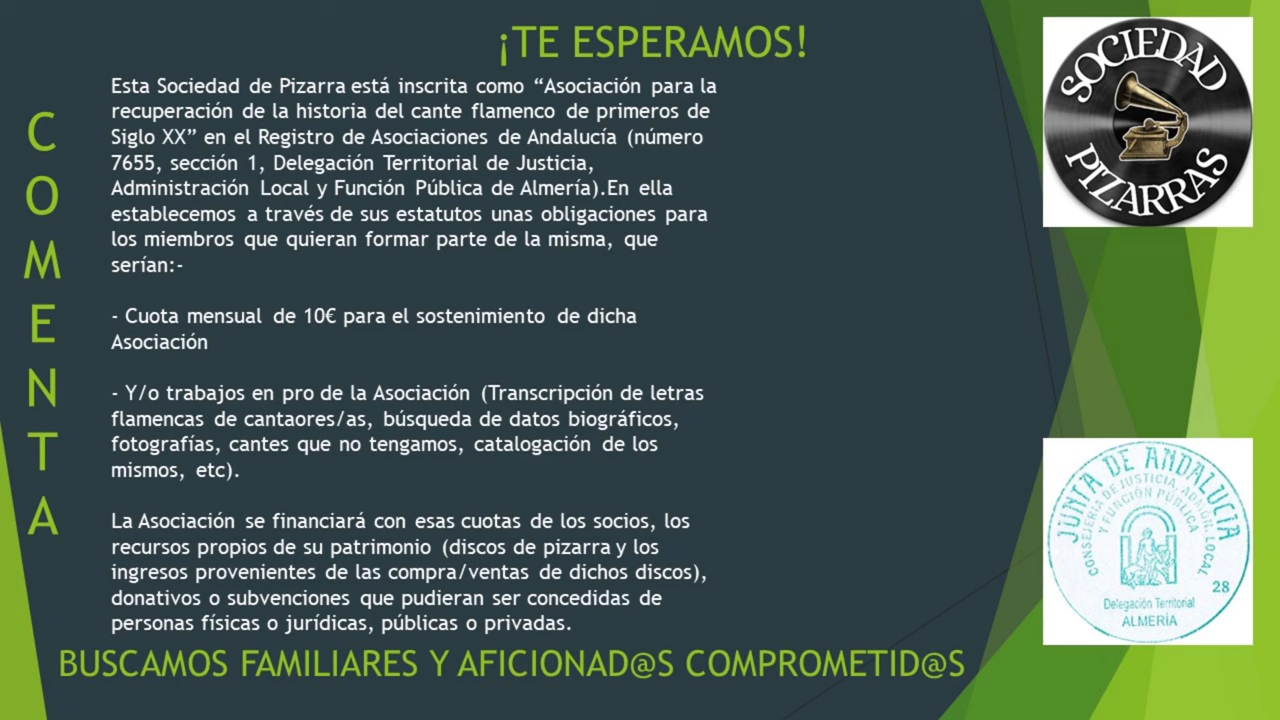 ¡TE ESPERAMOS!
SOCIEDAD
PIZARRAS
COMENTA
Esta Sociedad de Pizarra está inscrita como “Asociación para la
recuperación de la historia del cante flamenco de primeros de
Siglo XX” en el Registro de Asociaciones de Andalucía (número
7655, sección 1, Delegación Territorial de Justicia,
Administración Local y Función Pública de Almería).En ella
establecemos a través de sus estatutos unas obligaciones para
los miembros que quieran formar parte de la misma, que
serían:-
- Cuota mensual de 10€ para el sostenimiento de dicha
Asociación
- Y/o trabajos en pro de la Asociación (Transcripción de letras
flamencas de cantaores/as, búsqueda de datos biográficos,
fotografías, cantes que no tengamos, catalogación de los
mismos, etc).
La Asociación se financiará con esas cuotas de los socios, los
recursos propios de su patrimonio (discos de pizarra y los
ingresos provenientes de las compra/ventas de dichos discos),
donativos o subvenciones que pudieran ser concedidas de
personas físicas o jurídicas, públicas o privadas.
JUNTA DE ANDALUCIA
CONSEJERÍA DE JUSTICIA, ADMÓN. LOCAL
Y FUNCIÓN PÚBLICA
28
Delegación Territorial
ALMERÍA
BUSCAMOS FAMILIARES Y AFICIONAD@S COMPROMETID@S